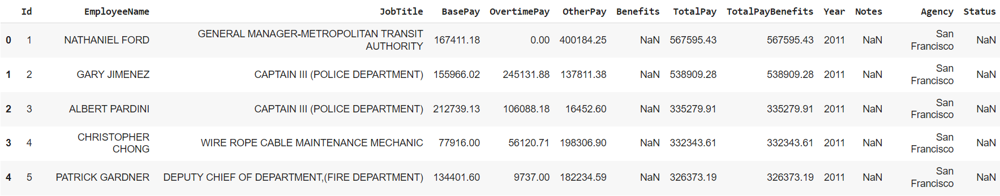 Id EmployeeName JobTitle BasePay OvertimePay OtherPay Benefits TotalPay TotalPayBenefits Year Notes Agency Status
0 1 NATHANIEL FORD GENERAL MANAGER-METROPOLITAN TRANSIT AUTHORITY 167411.18 0.00 400184.25 NaN 567595.43 567595.43 2011 NaN San Francisco NaN
1 2 GARY JIMENEZ CAPTAIN III (POLICE DEPARTMENT) 155966.02 245131.88 137811.38 NaN 538909.28 538909.28 2011 NaN San Francisco NaN
2 3 ALBERT PARDINI CAPTAIN III (POLICE DEPARTMENT) 212739.13 106088.18 16452.60 NaN 335279.91 335279.91 2011 NaN San Francisco NaN
3 4 CHRISTOPHER CHONG WIRE ROPE CABLE MAINTENANCE MECHANIC 77916.00 56120.71 198306.90 NaN 332343.61 332343.61 2011 NaN San Francisco NaN
4 5 PATRICK GARDNER DEPUTY CHIEF OF DEPARTMENT,(FIRE DEPARTMENT) 134401.60 9737.00 182234.59 NaN 326373.19 326373.19 2011 NaN San Francisco NaN